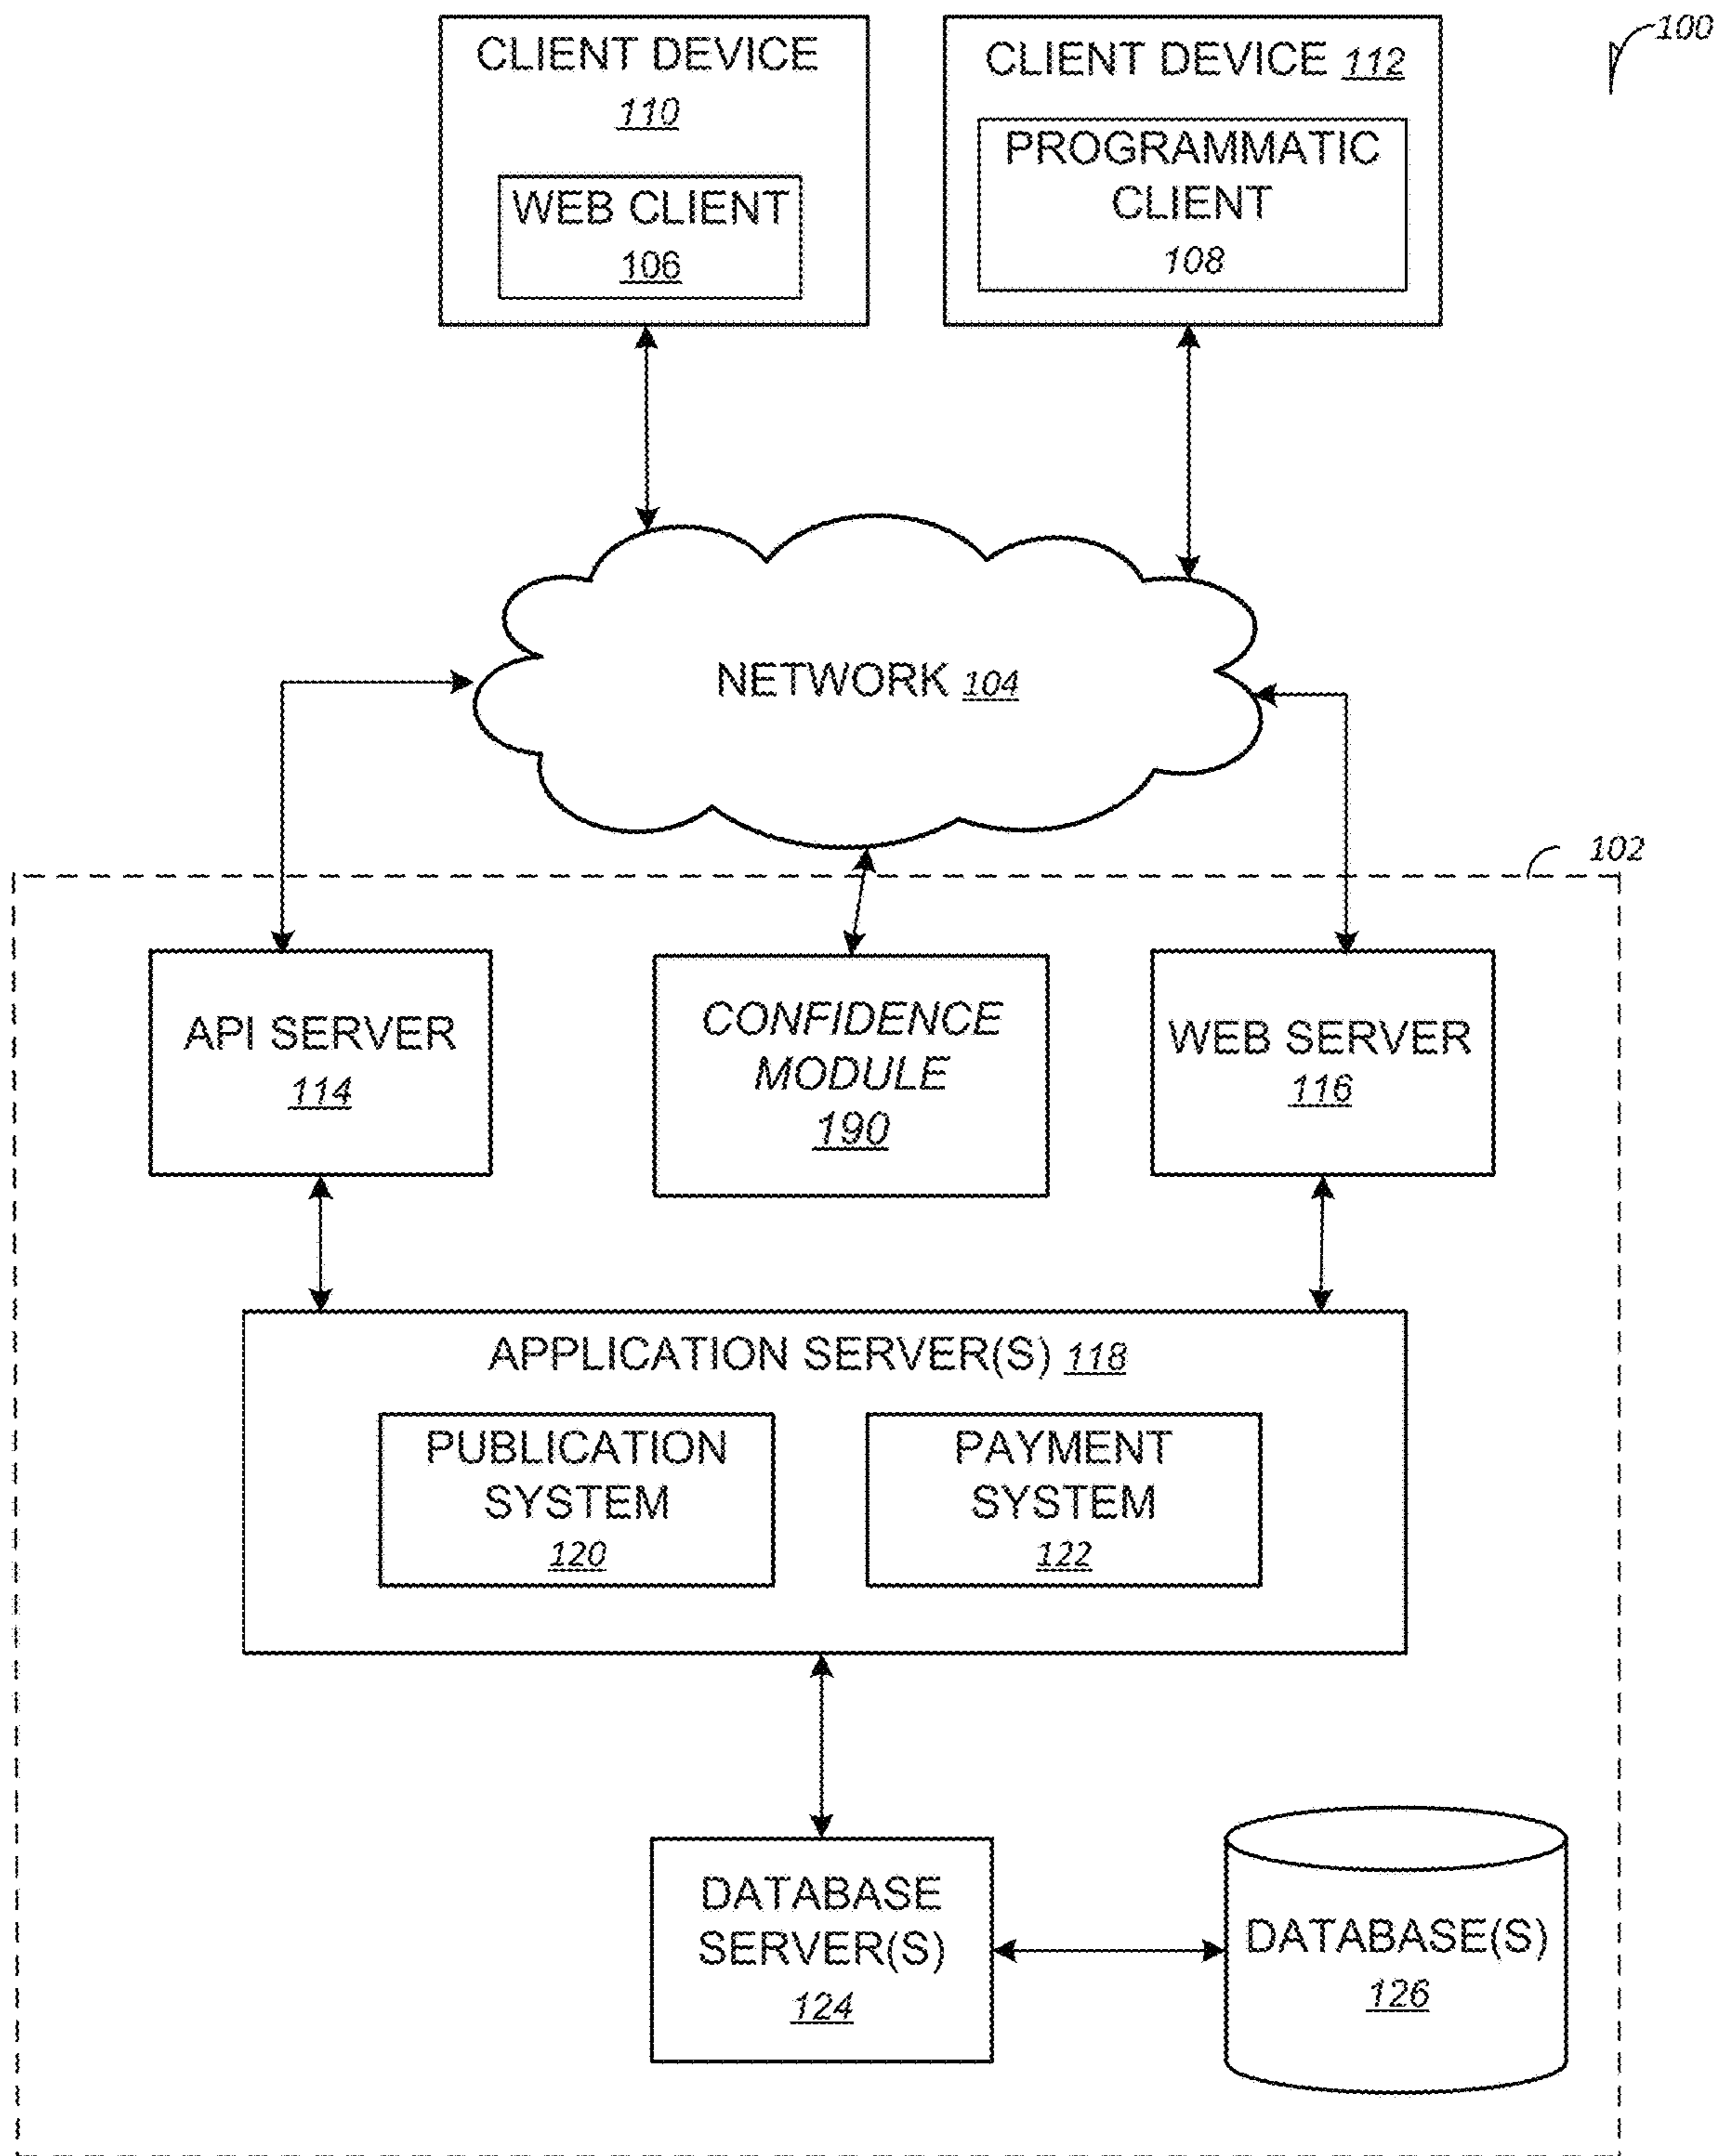 100
CLIENT DEVICE
110
WEB CLIENT
106
CLIENT DEVICE 112
PROGRAMMATIC
CLIENT
108
NETWORK 104
102
API SERVER
114
CONFIDENCE
MODULE
190
WEB SERVER
116
APPLICATION SERVER(S) 118
PUBLICATION
SYSTEM
120
PAYMENT
SYSTEM
122
DATABASE
SERVER(S)
124
DATABASE(S)
126